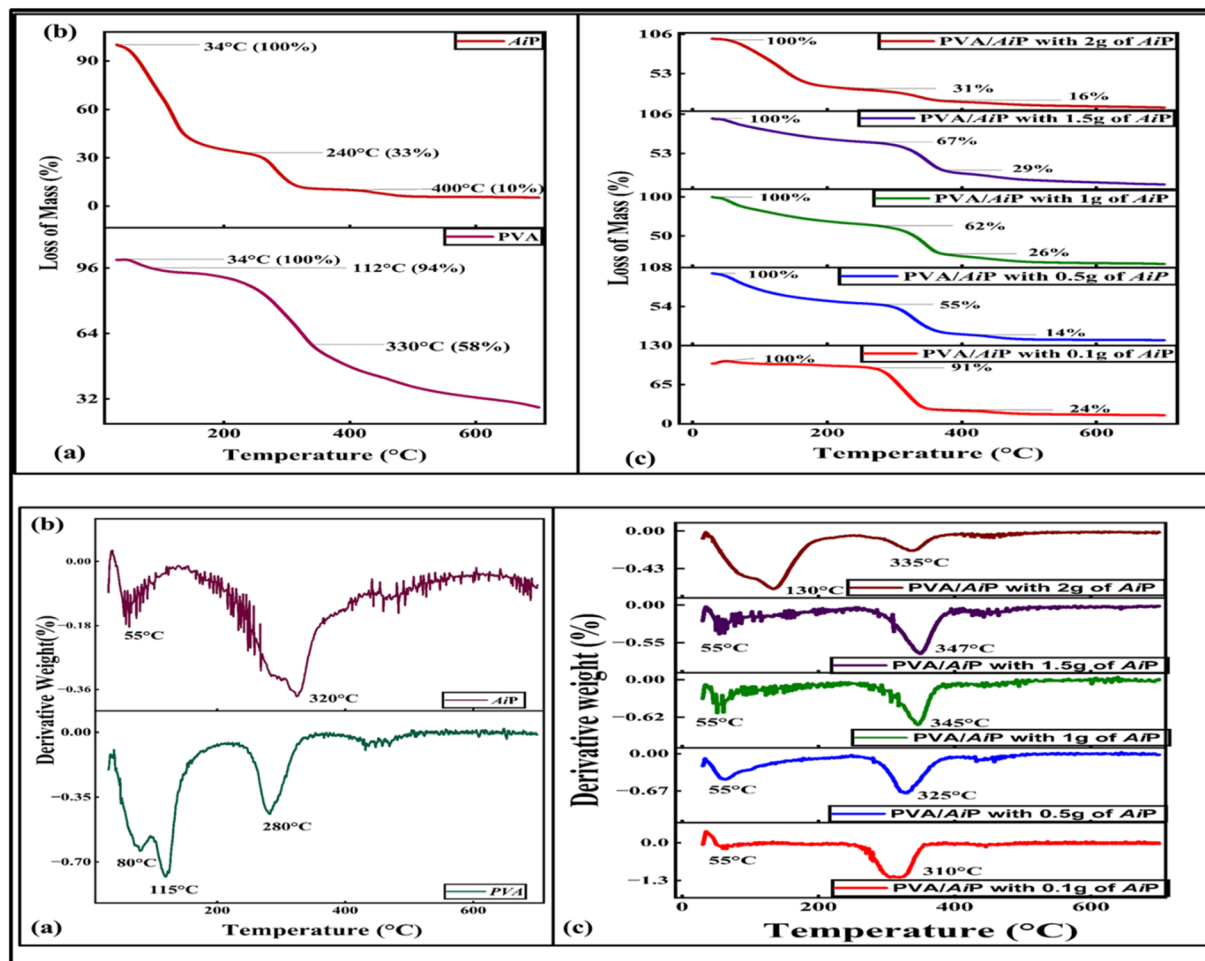 (b)
AiP
34°C (100%)
90
60
30
0
240°C (33%)
400°C (10%)
Loss of Mass (%)
PVA
34°C (100%)
112°C (94%)
96
64
32
330°C (58%)
(a)
200
400
600
Temperature (°C)
106
53
PVA/AiP with 2g of AiP
100%
31%
16%
106
53
PVA/AiP with 1.5g of AiP
100%
67%
29%
100
50
PVA/AiP with 1g of AiP
100%
62%
26%
108
54
PVA/AiP with 0.5g of AiP
100%
55%
14%
130
65
0
PVA/AiP with 0.1g of AiP
100%
91%
24%
Loss of Mass (%)
0
200
400
600
Temperature (°C)
(c)
(b)
0.00
−0.18
−0.36
55°C
320°C
AiP
Derivative Weight(%)
0.00
−0.35
−0.70
80°C
115°C
280°C
PVA
(a)
200
400
600
Temperature (°C)
0.00
−0.43
130°C
335°C
PVA/AiP with 2g of AiP
0.00
−0.55
55°C
347°C
PVA/AiP with 1.5g of AiP
0.00
−0.62
55°C
345°C
PVA/AiP with 1g of AiP
0.00
−0.67
55°C
325°C
PVA/AiP with 0.5g of AiP
0.0
−1.3
55°C
310°C
PVA/AiP with 0.1g of AiP
Derivative weight (%)
0
200
400
600
Temperature (°C)
(c)